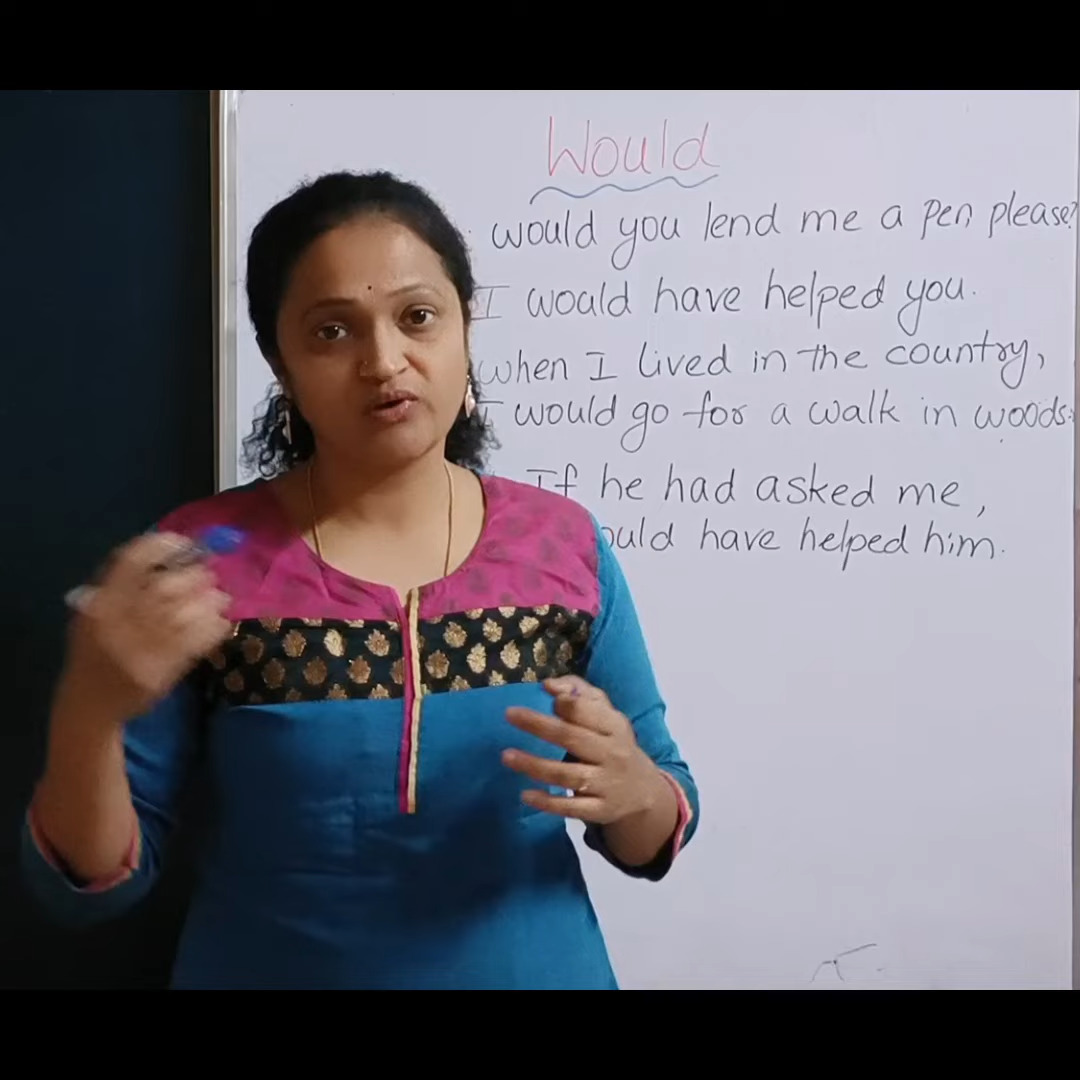 Would
would you lend me a pen please?
I would have helped you.
when I lived in the country,
I would go for a walk in woods.
If he had asked me,
ould have helped him.